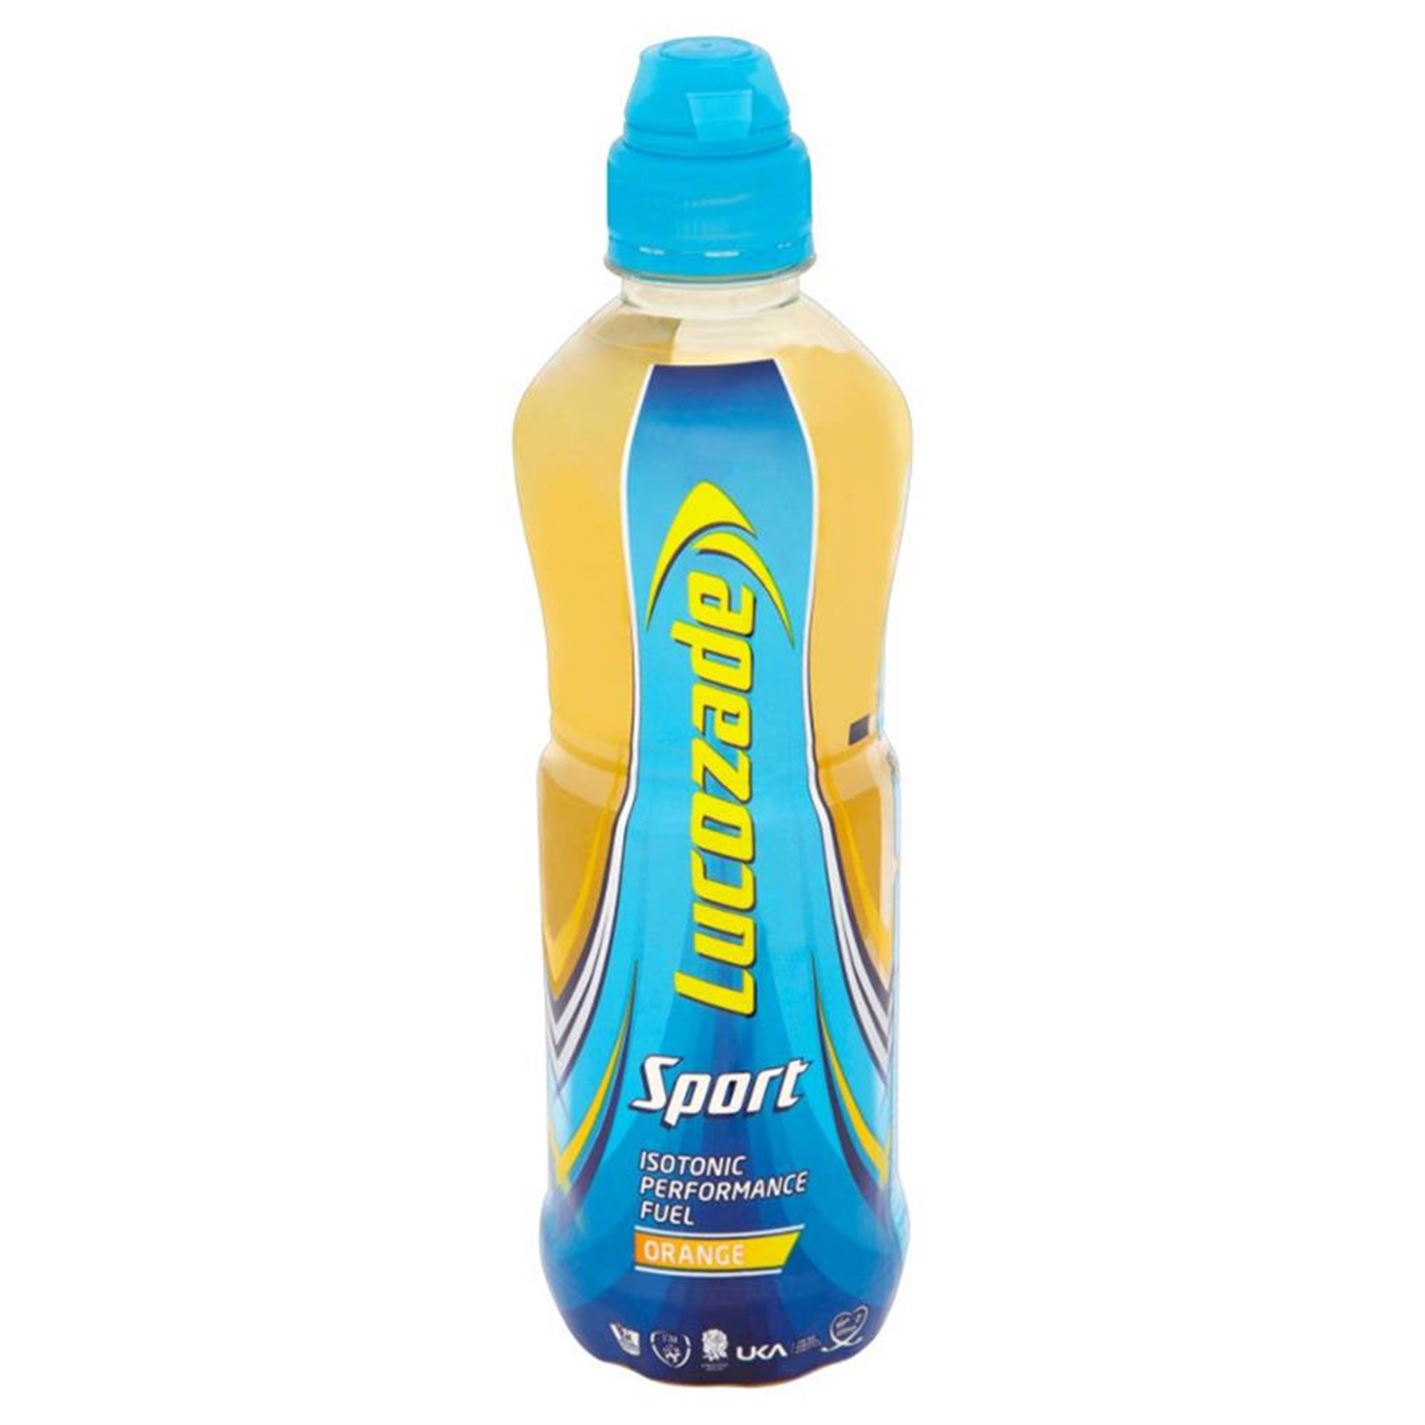 Lucozade
Sport
ISOTONIC
PERFORMANCE
FUEL
ORANGE
UKA